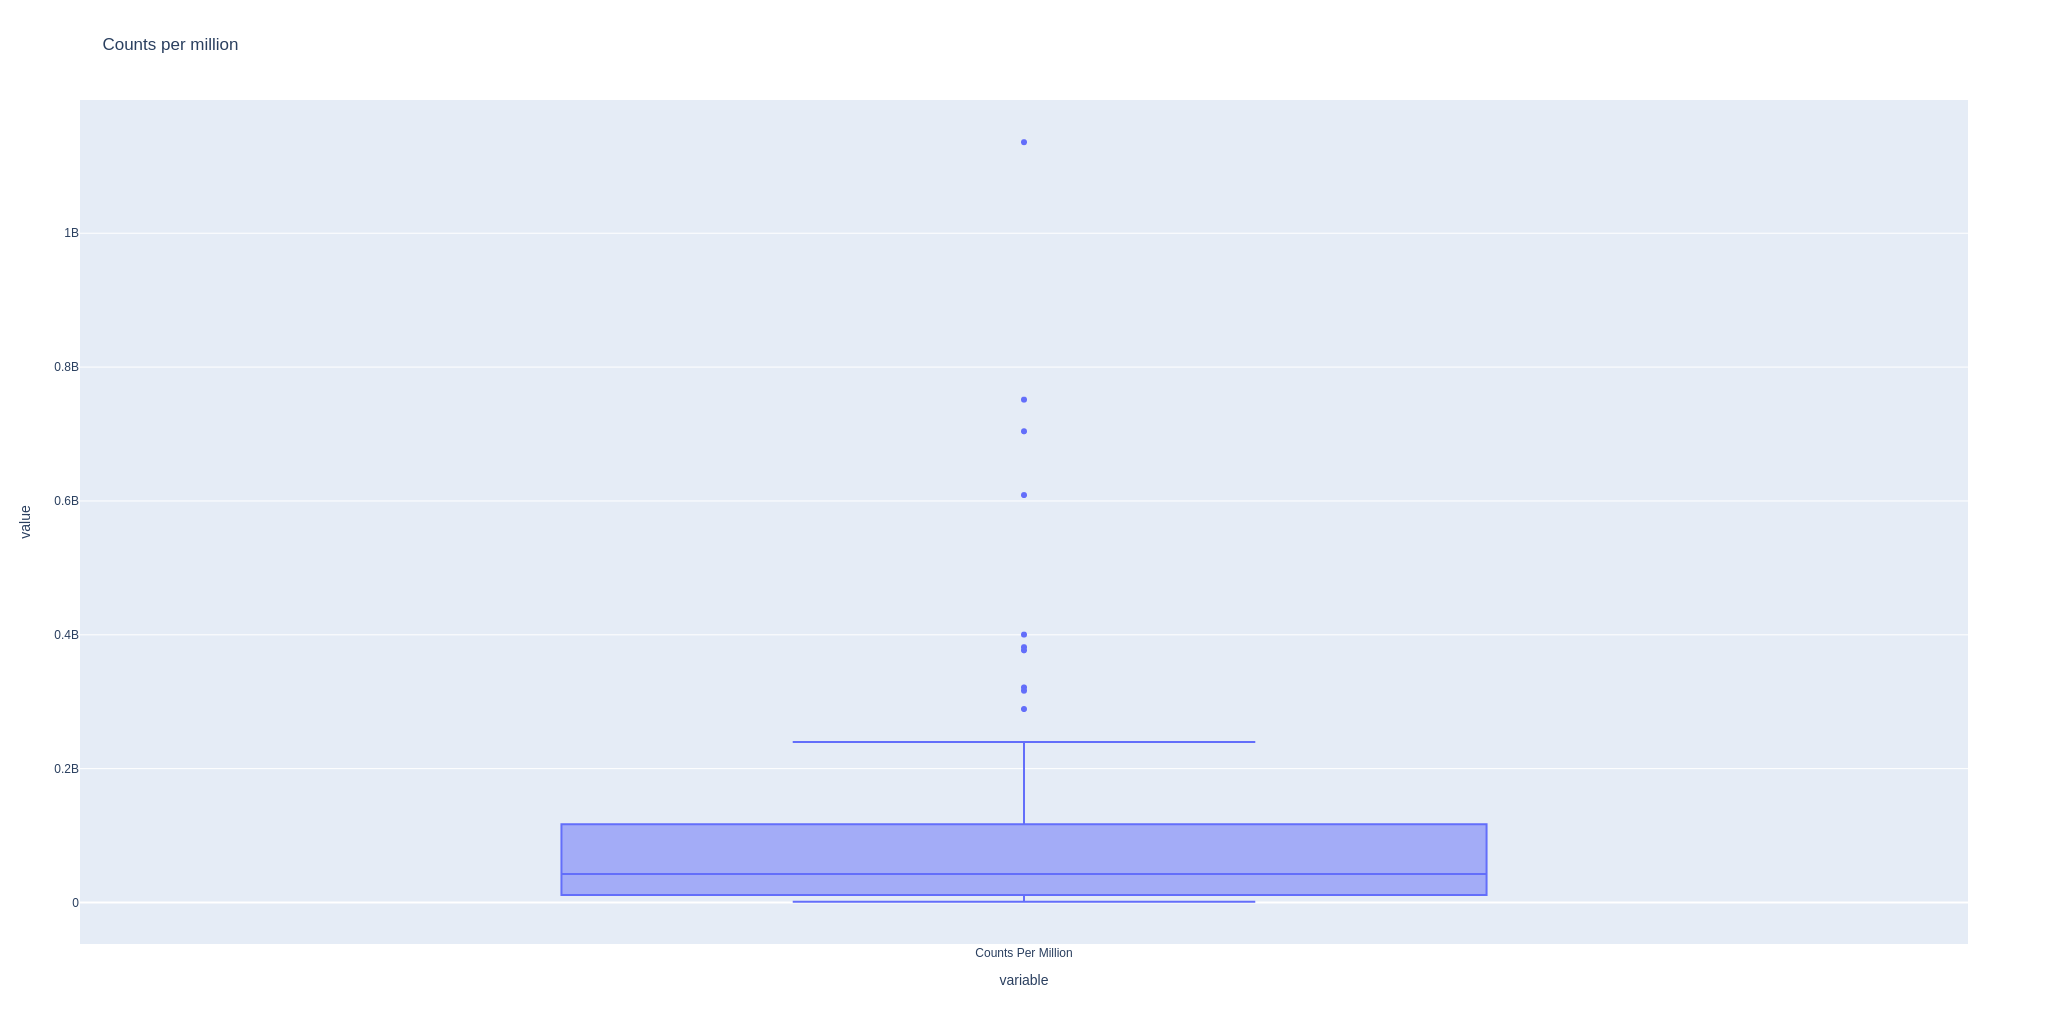 Counts per million
1B
0.8B
0.6B
0.4B
0.2B
0
value
Counts Per Million
variable